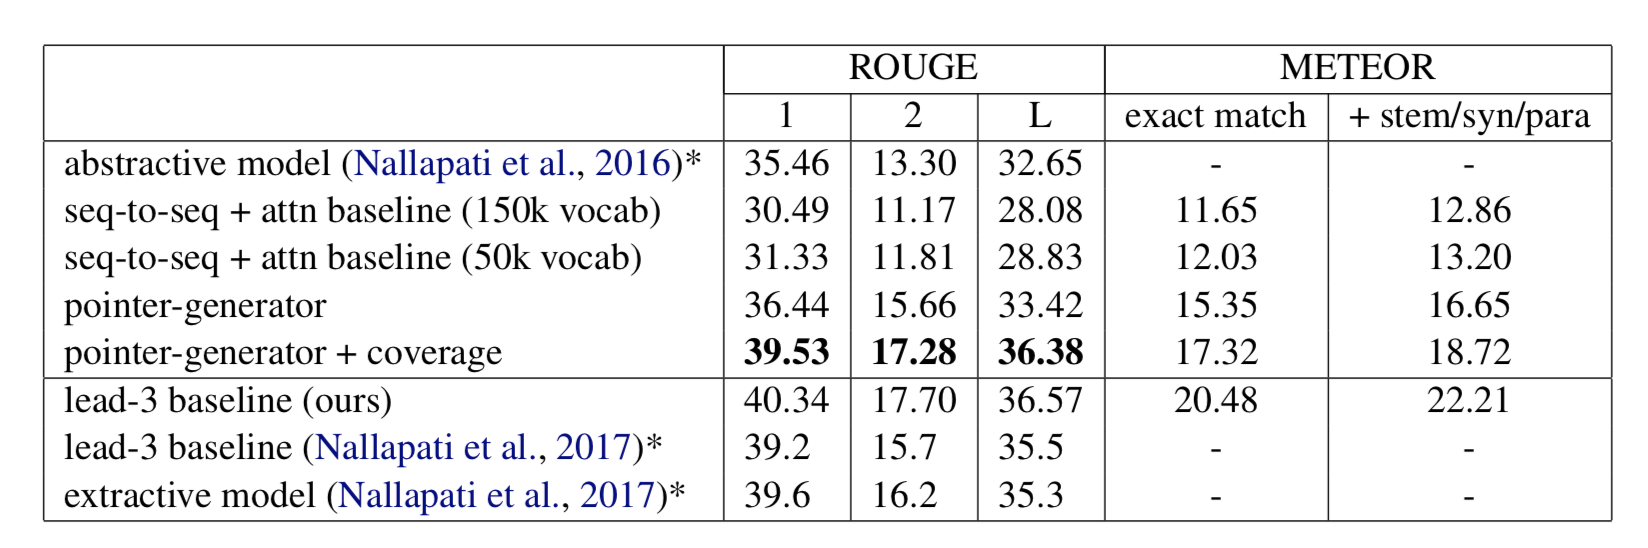 ROUGE METEOR
1 2 L exact match + stem/syn/para
abstractive model (Nallapati et al., 2016)* 35.46 13.30 32.65 - -
seq-to-seq + attn baseline (150k vocab) 30.49 11.17 28.08 11.65 12.86
seq-to-seq + attn baseline (50k vocab) 31.33 11.81 28.83 12.03 13.20
pointer-generator 36.44 15.66 33.42 15.35 16.65
pointer-generator + coverage 39.53 17.28 36.38 17.32 18.72
lead-3 baseline (ours) 40.34 17.70 36.57 20.48 22.21
lead-3 baseline (Nallapati et al., 2017)* 39.2 15.7 35.5 - -
extractive model (Nallapati et al., 2017)* 39.6 16.2 35.3 - -